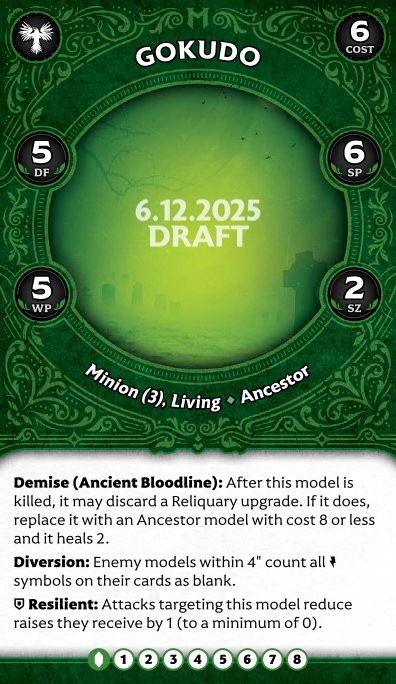 GOKUDO
6
COST
5
DF
6
SP
6.12.2025
DRAFT
5
WP
2
SZ
Minion (3), Living ◆ Ancestor
Demise (Ancient Bloodline): After this model is
killed, it may discard a Reliquary upgrade. If it does,
replace it with an Ancestor model with cost 8 or less
and it heals 2.
Diversion: Enemy models within 4" count all
symbols on their cards as blank.
Resilient: Attacks targeting this model reduce
raises they receive by 1 (to a minimum of 0).
1 2 3 4 5 6 7 8